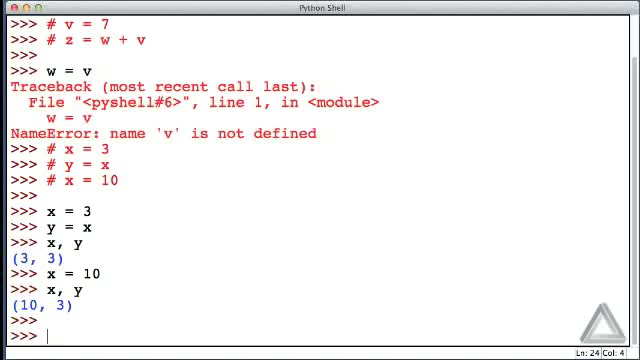 Python Shell
>>> # v = 7
>>> # z = w + v
>>>
>>> w = v
Traceback (most recent call last):
  File "<pyshell#6>", line 1, in <module>
    w = v
NameError: name 'v' is not defined
>>> # x = 3
>>> # y = x
>>> # x = 10
>>>
>>> x = 3
>>> y = x
>>> x, y
(3, 3)
>>> x = 10
>>> x, y
(10, 3)
>>>
>>>
Ln: 24 Col: 4